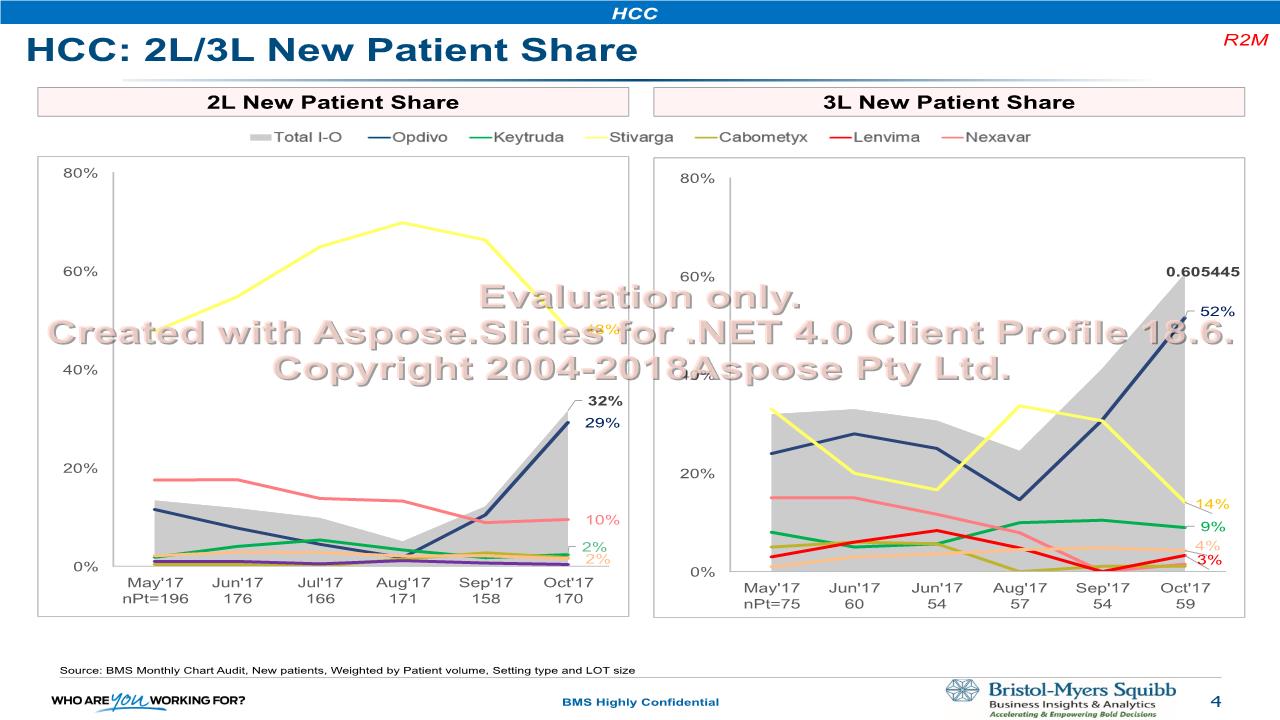 HCC
HCC: 2L/3L New Patient Share
R2M
2L New Patient Share
3L New Patient Share
Total I-O Opdivo Keytruda Stivarga Cabometyx Lenvima Nexavar
80%
60%
40%
20%
0%
48%
32%
29%
10%
2%
2%
May'17 Jun'17 Jul'17 Aug'17 Sep'17 Oct'17
nPt=196 176 166 171 158 170
80%
60%
40%
20%
0%
0.605445
52%
14%
9%
4%
3%
May'17 Jun'17 Jun'17 Aug'17 Sep'17 Oct'17
nPt=75 60 54 57 54 59
Evaluation only.
Created with Aspose.Slides for .NET 4.0 Client Profile 18.6.
Copyright 2004-2018Aspose Pty Ltd.
Source: BMS Monthly Chart Audit, New patients, Weighted by Patient volume, Setting type and LOT size
WHO ARE you WORKING FOR?
BMS Highly Confidential
Bristol-Myers Squibb
Business Insights & Analytics
Accelerating & Empowering Bold Decisions
4